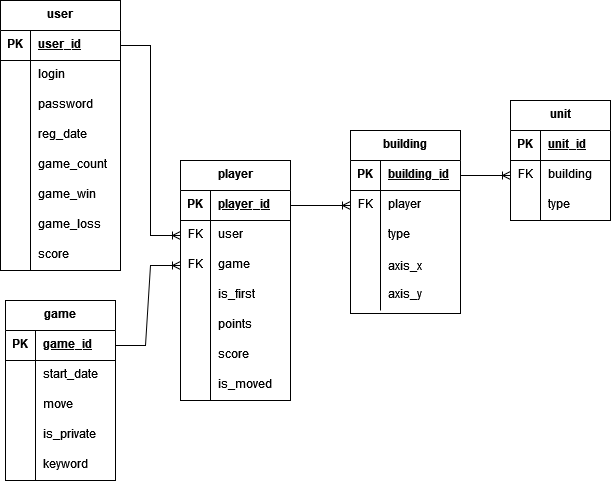 user
PK user_id
login
password
reg_date
game_count
game_win
game_loss
score
game
PK game_id
start_date
move
is_private
keyword
player
PK player_id
FK user
FK game
is_first
points
score
is_moved
building
PK building_id
FK player
type
axis_x
axis_y
unit
PK unit_id
FK building
type